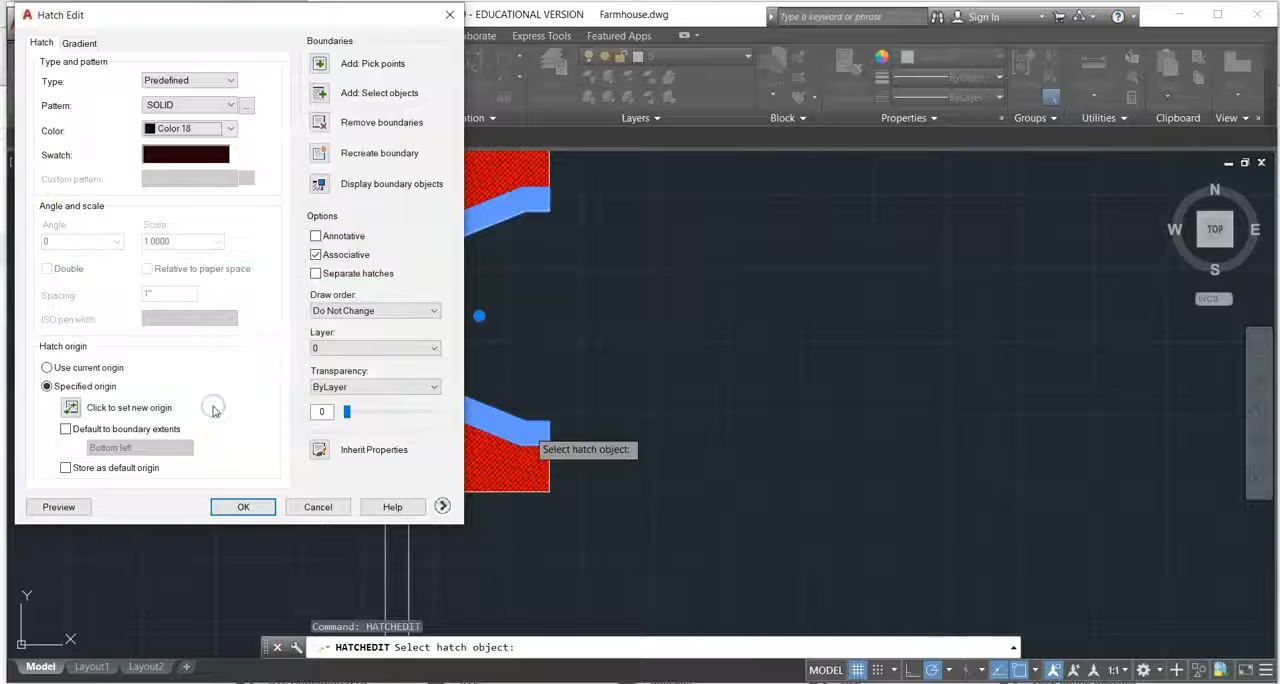 Hatch Edit
EDUCATIONAL VERSION Farmhouse.dwg
Type a keyword or phrase
Sign In
Hatch Gradient
Express Tools Featured Apps
Type and pattern
Type: Predefined
Pattern: SOLID
Color: Color 18
Swatch:
Custom pattern:
Angle and scale
Angle: Scale:
0 1.0000
Double Relative to paper space
Spacing: 1"
ISO pen width:
Hatch origin
Use current origin
Specified origin
Click to set new origin
Default to boundary extents
Bottom left
Store as default origin
Preview OK Cancel Help
Boundaries
Add: Pick points
Add: Select objects
Remove boundaries
Recreate boundary
Display boundary objects
Options
Annotative
Associative
Separate hatches
Draw order:
Do Not Change
Layer:
0
Transparency:
ByLayer
0
Inherit Properties
0
Layers Block Properties Groups Utilities Clipboard View
N
W TOP E
S
WCS
Select hatch object:
Y
X
Command: HATCHEDIT
HATCHEDIT Select hatch object:
Model Layout1 Layout2 +
MODEL 1:1